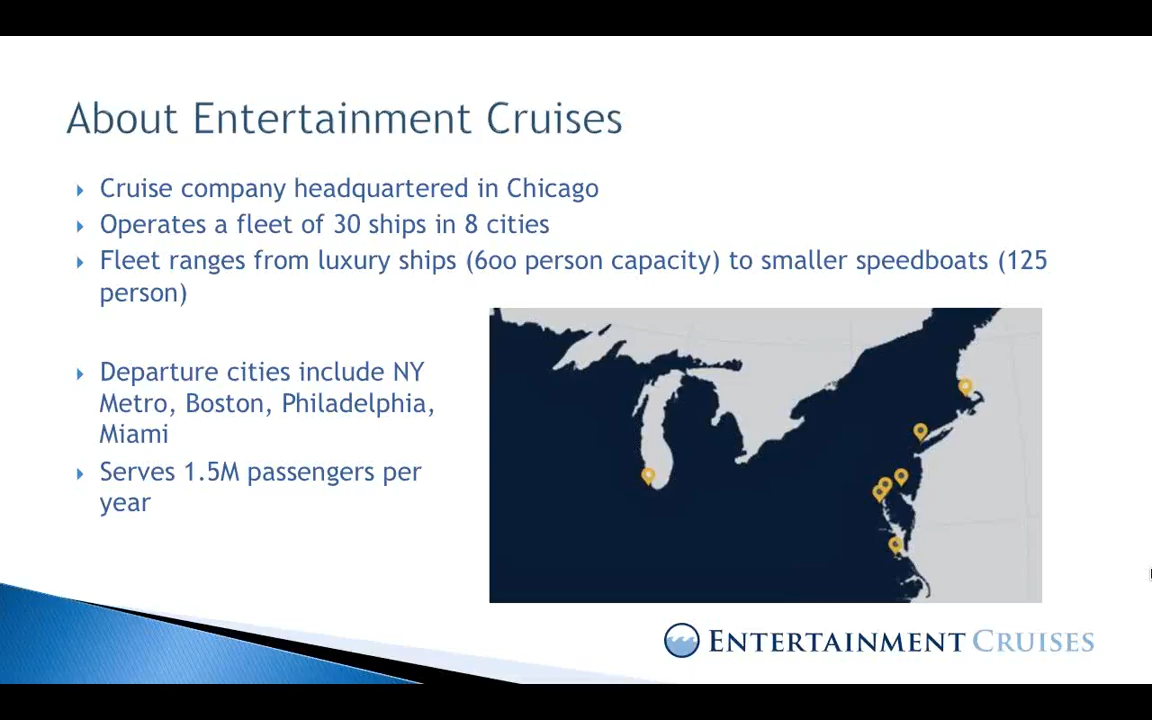 About Entertainment Cruises
Cruise company headquartered in Chicago
Operates a fleet of 30 ships in 8 cities
Fleet ranges from luxury ships (6oo person capacity) to smaller speedboats (125
person)
Departure cities include NY
Metro, Boston, Philadelphia,
Miami
Serves 1.5M passengers per
year
ENTERTAINMENT CRUISES